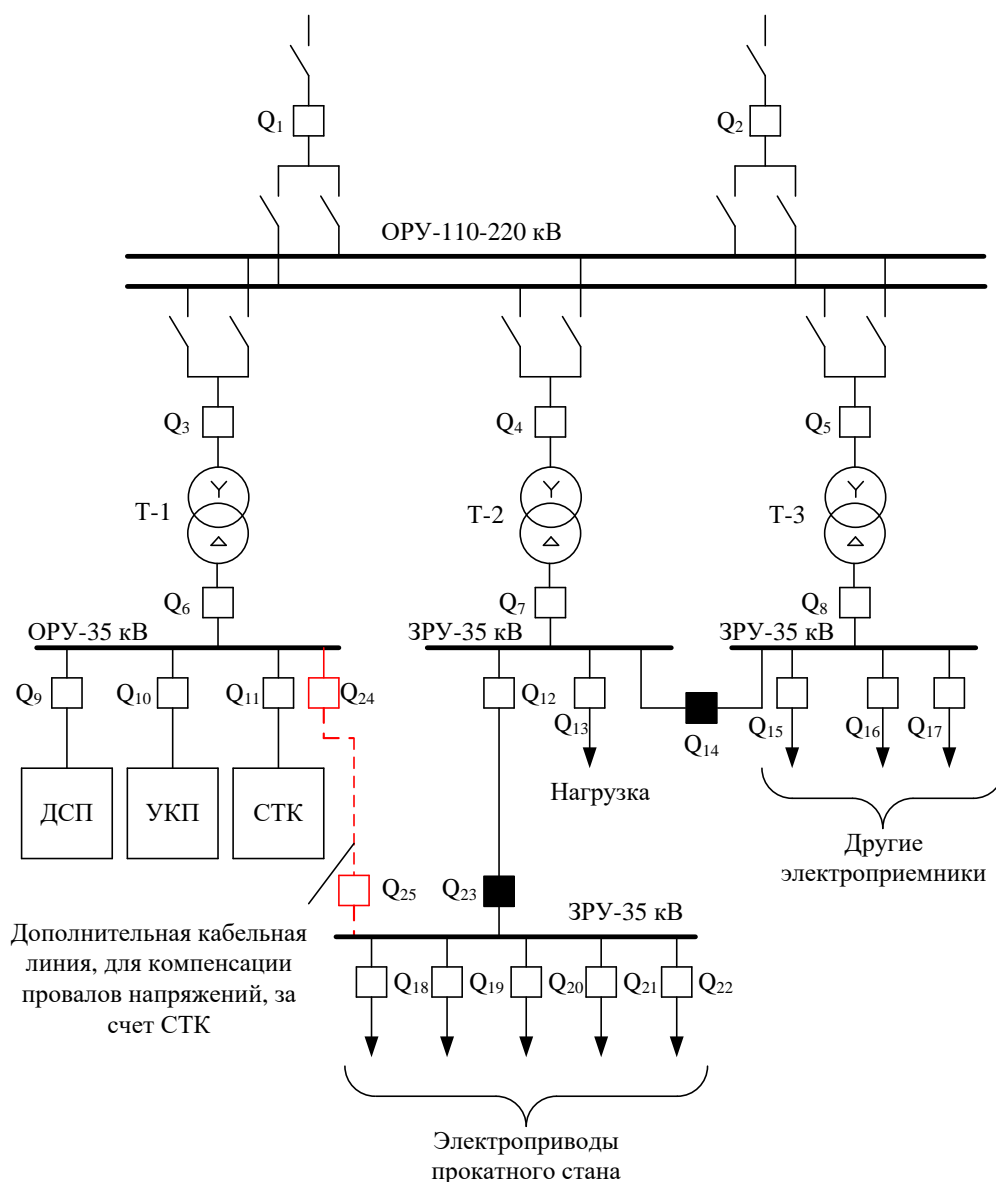 Q₁
Q₂
ОРУ-110-220 кВ
Q₃
Q₄
Q₅
Т-1
Т-2
Т-3
Q₆
Q₇
Q₈
ОРУ-35 кВ
ЗРУ-35 кВ
ЗРУ-35 кВ
Q₉
Q₁₀
Q₁₁
Q₂₄
Q₁₂
Q₁₃
Q₁₄
Q₁₅
Q₁₆
Q₁₇
ДСП
УКП
СТК
Нагрузка
Другие
электроприемники
Q₂₅
Q₂₃
ЗРУ-35 кВ
Дополнительная кабельная
линия, для компенсации
провалов напряжений, за
счет СТК
Q₁₈
Q₁₉
Q₂₀
Q₂₁
Q₂₂
Электроприводы
прокатного стана